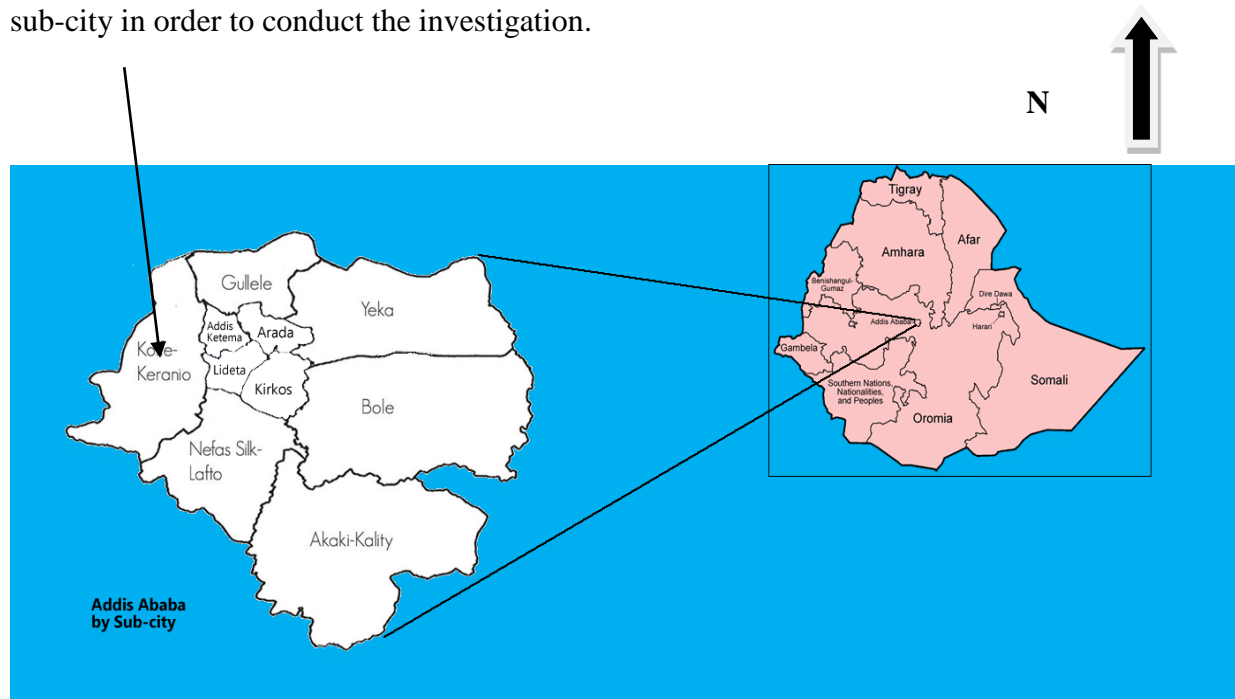 sub-city in order to conduct the investigation.
N
Gullele
Yeka
Addis
Ketema
Arada
Keranio
Lideta
Kirkos
Bole
Nefas Silk-
Lafto
Akaki-Kality
Addis Ababa
by Sub-city
Tigray
Afar
Amhara
Benishangul-
Gumaz
Dire Dawa
Addis Ababa
Harari
Gambela
Somali
Southern Nations,
Nationalities,
and Peoples
Oromia